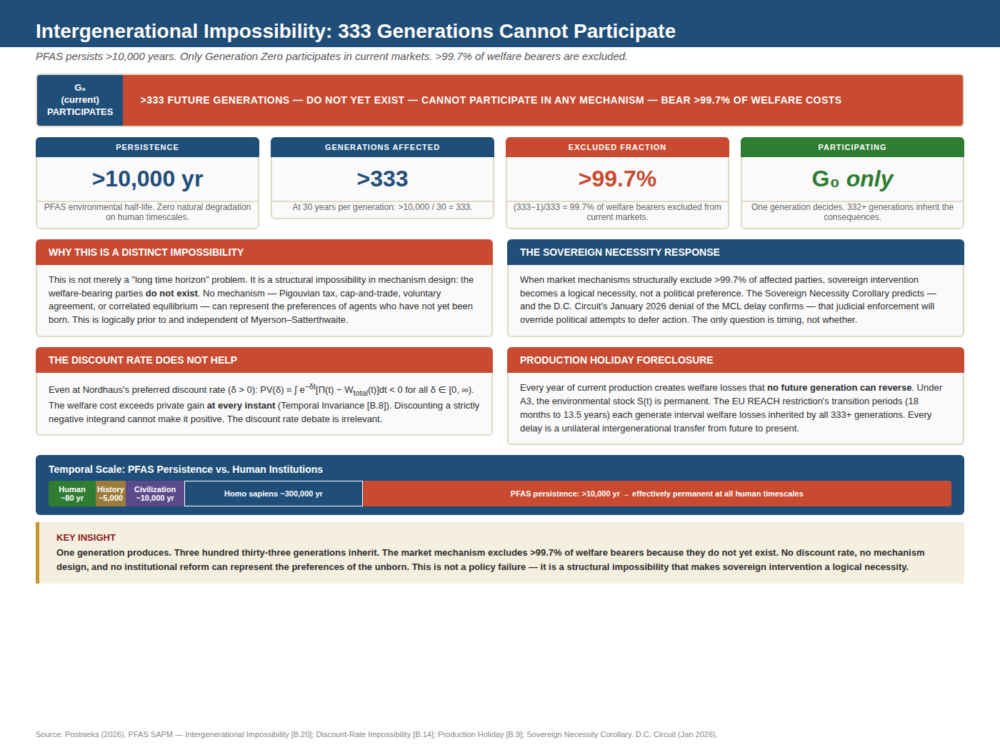 Intergenerational Impossibility: 333 Generations Cannot Participate
PFAS persists >10,000 years. Only Generation Zero participates in current markets. >99.7% of welfare bearers are excluded.
G₀
(current)
PARTICIPATES
>333 FUTURE GENERATIONS — DO NOT YET EXIST — CANNOT PARTICIPATE IN ANY MECHANISM — BEAR >99.7% OF WELFARE COSTS
PERSISTENCE
>10,000 yr
PFAS environmental half-life. Zero natural degradation
on human timescales.
GENERATIONS AFFECTED
>333
At 30 years per generation: >10,000 / 30 = 333.
EXCLUDED FRACTION
>99.7%
(333−1)/333 = 99.7% of welfare bearers excluded from
current markets.
PARTICIPATING
G₀ only
One generation decides. 332+ generations inherit the
consequences.
WHY THIS IS A DISTINCT IMPOSSIBILITY
This is not merely a "long time horizon" problem. It is a structural impossibility in mechanism design: the
welfare-bearing parties do not exist. No mechanism — Pigouvian tax, cap-and-trade, voluntary
agreement, or correlated equilibrium — can represent the preferences of agents who have not yet been
born. This is logically prior to and independent of Myerson–Satterthwaite.
THE SOVEREIGN NECESSITY RESPONSE
When market mechanisms structurally exclude >99.7% of affected parties, sovereign intervention
becomes a logical necessity, not a political preference. The Sovereign Necessity Corollary predicts —
and the D.C. Circuit's January 2026 denial of the MCL delay confirms — that judicial enforcement will
override political attempts to defer action. The only question is timing, not whether.
THE DISCOUNT RATE DOES NOT HELP
Even at Nordhaus's preferred discount rate (δ > 0): PV(δ) = ∫ e−δt[Π(t) − Wtotal(t)]dt < 0 for all δ ∈ [0, ∞).
The welfare cost exceeds private gain at every instant (Temporal Invariance [B.8]). Discounting a strictly
negative integrand cannot make it positive. The discount rate debate is irrelevant.
PRODUCTION HOLIDAY FORECLOSURE
Every year of current production creates welfare losses that no future generation can reverse. Under
A3, the environmental stock S(t) is permanent. The EU REACH restriction's transition periods (18
months to 13.5 years) each generate interval welfare losses inherited by all 333+ generations. Every
delay is a unilateral intergenerational transfer from future to present.
Temporal Scale: PFAS Persistence vs. Human Institutions
Human
~80 yr
History
~5,000
Civilization
~10,000 yr
Homo sapiens ~300,000 yr
PFAS persistence: >10,000 yr → effectively permanent at all human timescales
KEY INSIGHT
One generation produces. Three hundred thirty-three generations inherit. The market mechanism excludes >99.7% of welfare bearers because they do not yet exist. No discount rate, no mechanism
design, and no institutional reform can represent the preferences of the unborn. This is not a policy failure — it is a structural impossibility that makes sovereign intervention a logical necessity.
Source: Postnieks (2026). PFAS SAPM — Intergenerational Impossibility [B.20]; Discount-Rate Impossibility [B.14]; Production Holiday [B.9]; Sovereign Necessity Corollary. D.C. Circuit (Jan 2026).